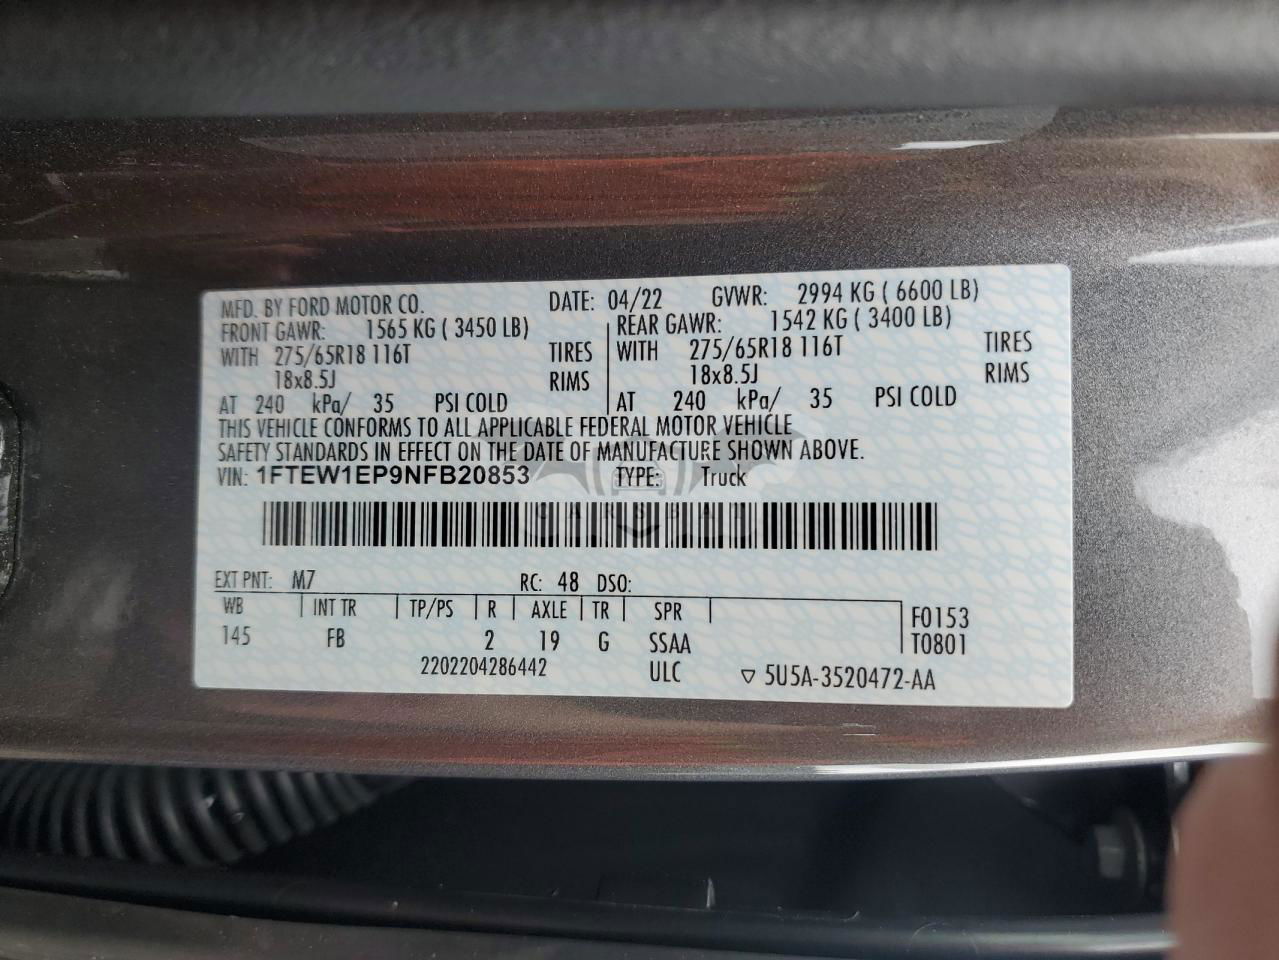 MFD. BY FORD MOTOR CO. DATE: 04/22 GVWR: 2994 KG ( 6600 LB)
FRONT GAWR: 1565 KG ( 3450 LB) REAR GAWR: 1542 KG ( 3400 LB)
WITH 275/65R18 116T TIRES WITH 275/65R18 116T TIRES
18x8.5J RIMS 18x8.5J RIMS
AT 240 kPa/ 35 PSI COLD AT 240 kPa/ 35 PSI COLD
THIS VEHICLE CONFORMS TO ALL APPLICABLE FEDERAL MOTOR VEHICLE
SAFETY STANDARDS IN EFFECT ON THE DATE OF MANUFACTURE SHOWN ABOVE.
VIN: 1FTEW1EP9NFB20853 TYPE: Truck
CARSBAT
EXT PNT: M7 RC: 48 DSO:
WB INT TR TP/PS R AXLE TR SPR F0153
145 FB 2 19 G SSAA T0801
2202204286442 ULC ▽ 5U5A-3520472-AA